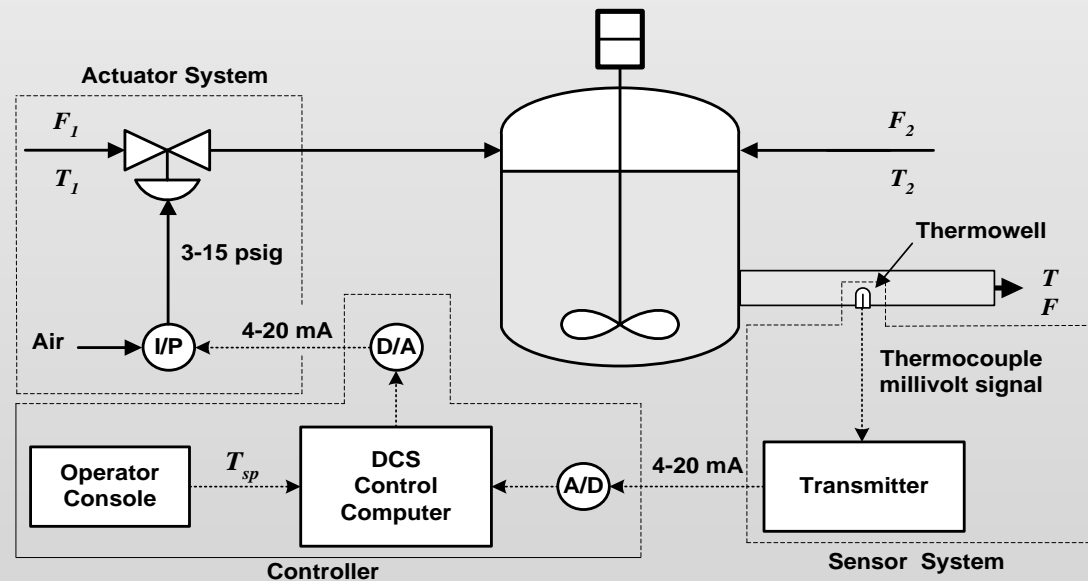 Actuator System
F1
T1
3-15 psig
Air
I/P
4-20 mA
D/A
F2
T2
Thermowell
T
F
Thermocouple
millivolt signal
Operator
Console
Tsp
DCS
Control
Computer
A/D
4-20 mA
Transmitter
Controller
Sensor System